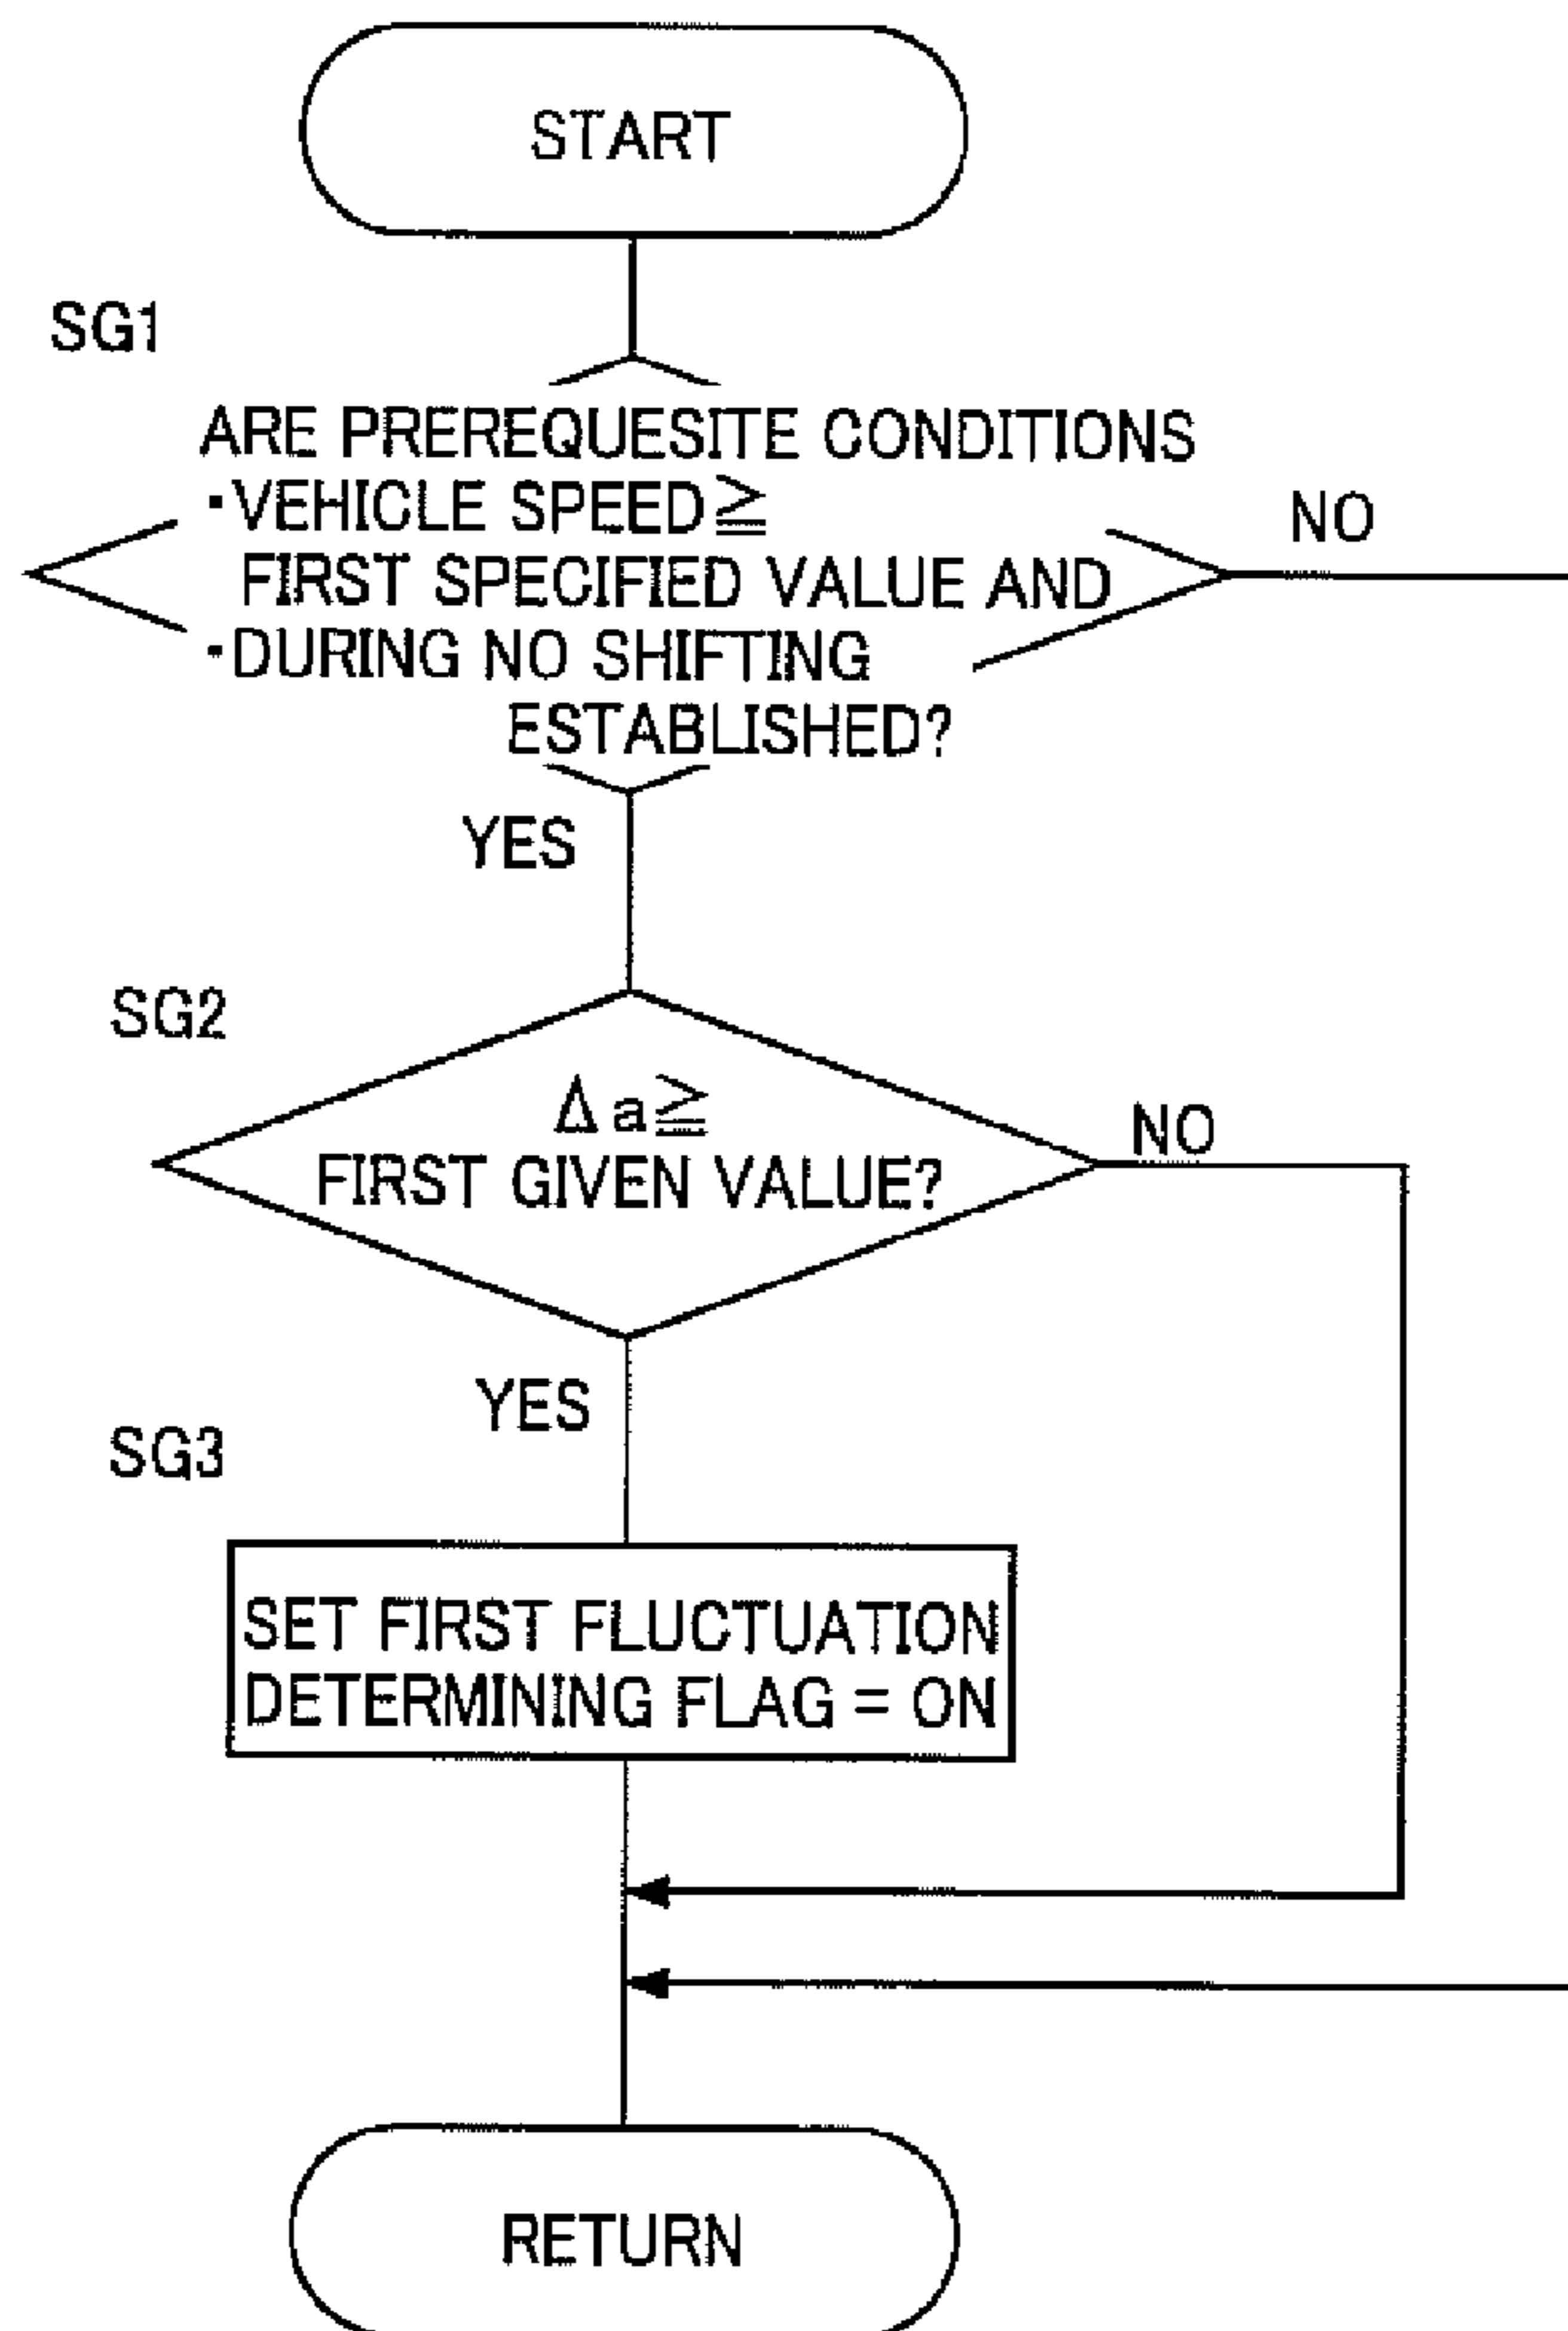 START
SG1
ARE PREREQUESITE CONDITIONS
・VEHICLE SPEED≧
FIRST SPECIFIED VALUE AND
・DURING NO SHIFTING
ESTABLISHED?
NO
YES
SG2
Δa≧
FIRST GIVEN VALUE?
NO
YES
SG3
SET FIRST FLUCTUATION
DETERMINING FLAG = ON
RETURN